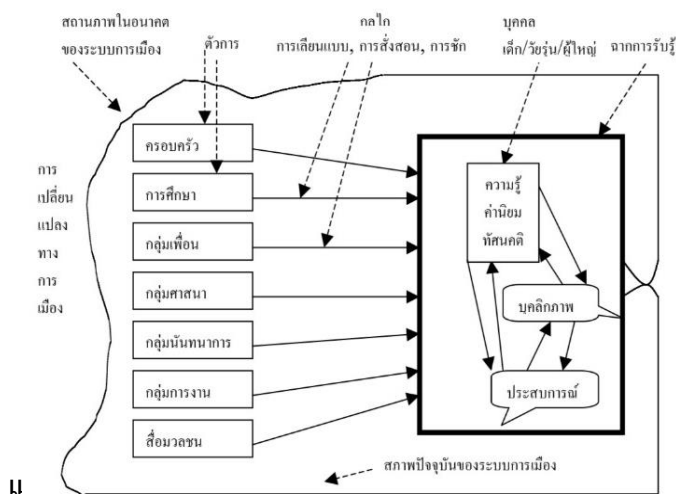 สถานภาพในอนาคต
ของระบบการเมือง
ตัวการ
กลไก
การเลียนแบบ, การสั่งสอน, การชัก
บุคคล
เด็ก/วัยรุ่น/ผู้ใหญ่
ฉากการรับรู้
การ
เปลี่ยน
แปลง
ทาง
การ
เมือง
ครอบครัว
การศึกษา
กลุ่มเพื่อน
กลุ่มศาสนา
กลุ่มนันทนาการ
กลุ่มการงาน
สื่อมวลชน
ความรู้
ค่านิยม
ทัศนคติ
บุคลิกภาพ
ประสบการณ์
สภาพปัจจุบันของระบบการเมือง